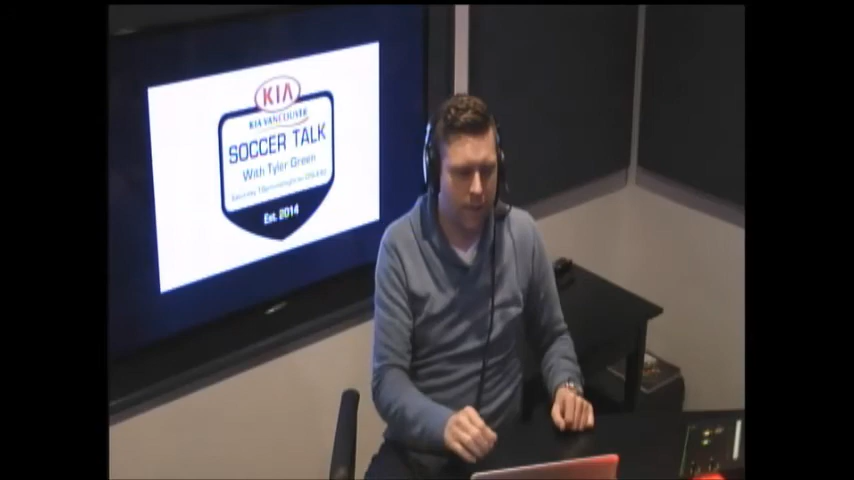 KIA
KIA VANCOUVER
SOCCER TALK
With Tyler Green
Est. 2014